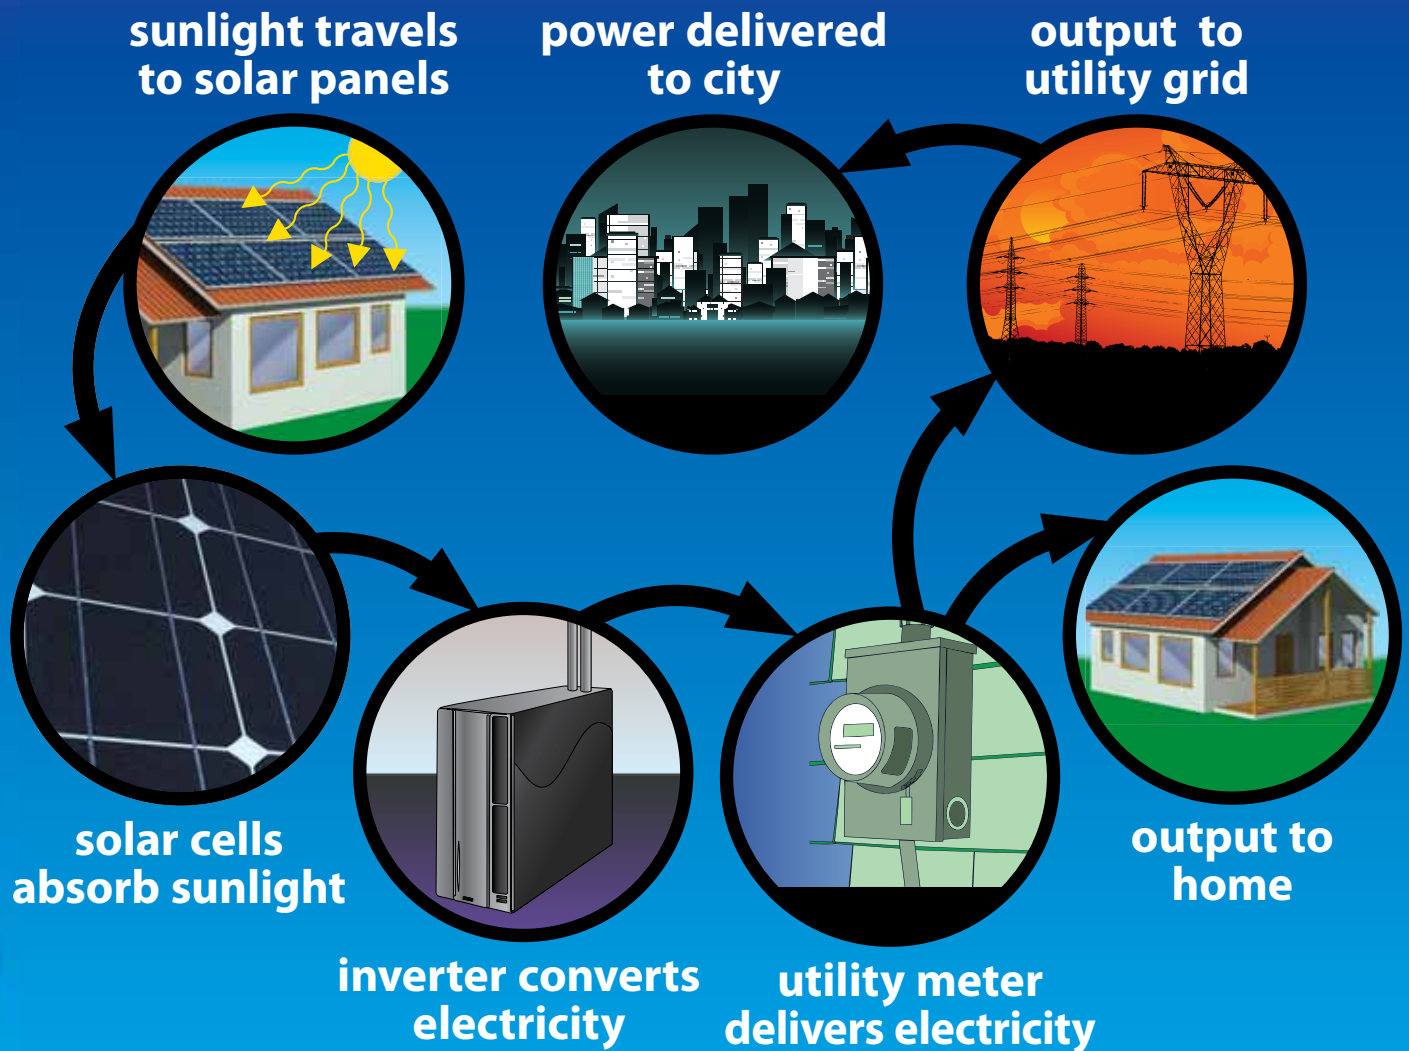 sunlight travels
to solar panels
power delivered
to city
output to
utility grid
solar cells
absorb sunlight
inverter converts
electricity
utility meter
delivers electricity
output to
home